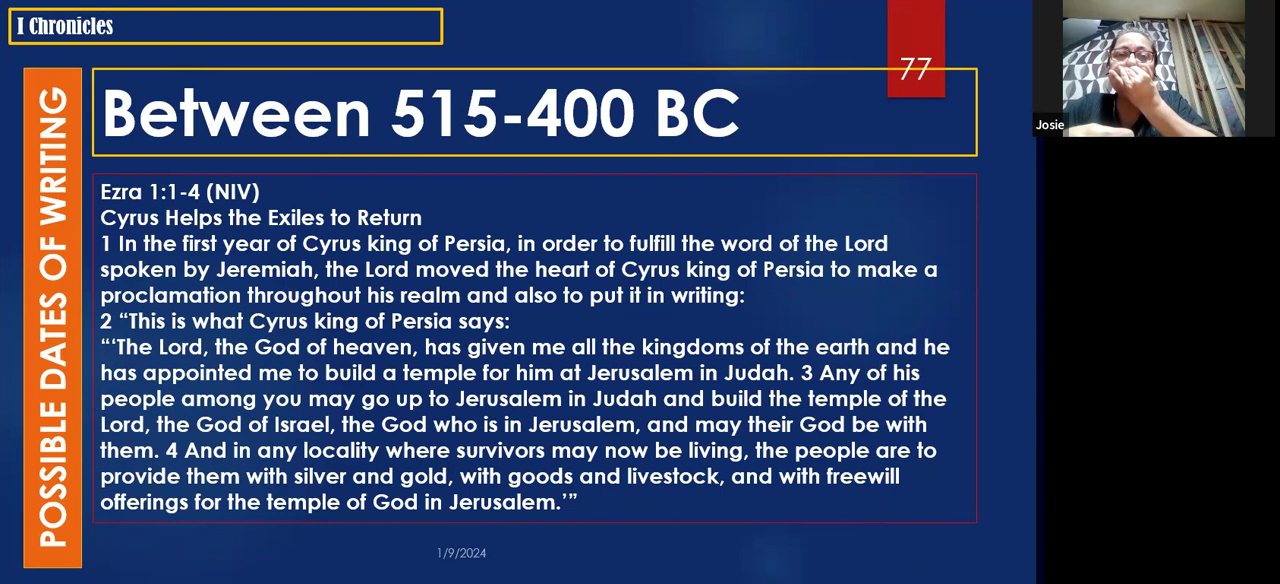 I Chronicles
77
POSSIBLE DATES OF WRITING
Between 515-400 BC
Ezra 1:1-4 (NIV)
Cyrus Helps the Exiles to Return
1 In the first year of Cyrus king of Persia, in order to fulfill the word of the Lord
spoken by Jeremiah, the Lord moved the heart of Cyrus king of Persia to make a
proclamation throughout his realm and also to put it in writing:
2 “This is what Cyrus king of Persia says:
“‘The Lord, the God of heaven, has given me all the kingdoms of the earth and he
has appointed me to build a temple for him at Jerusalem in Judah. 3 Any of his
people among you may go up to Jerusalem in Judah and build the temple of the
Lord, the God of Israel, the God who is in Jerusalem, and may their God be with
them. 4 And in any locality where survivors may now be living, the people are to
provide them with silver and gold, with goods and livestock, and with freewill
offerings for the temple of God in Jerusalem.’”
1/9/2024
Josie